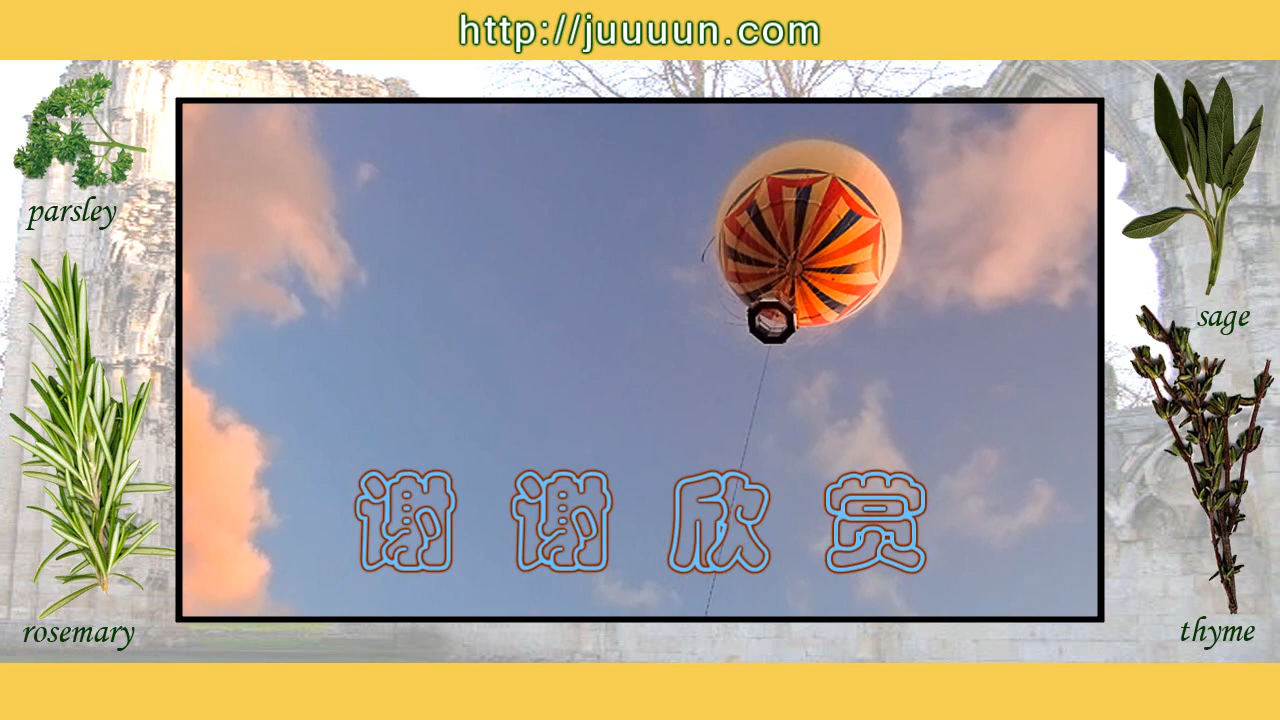 http://juuuun.com
parsley
sage
谢谢欣赏
rosemary
thyme